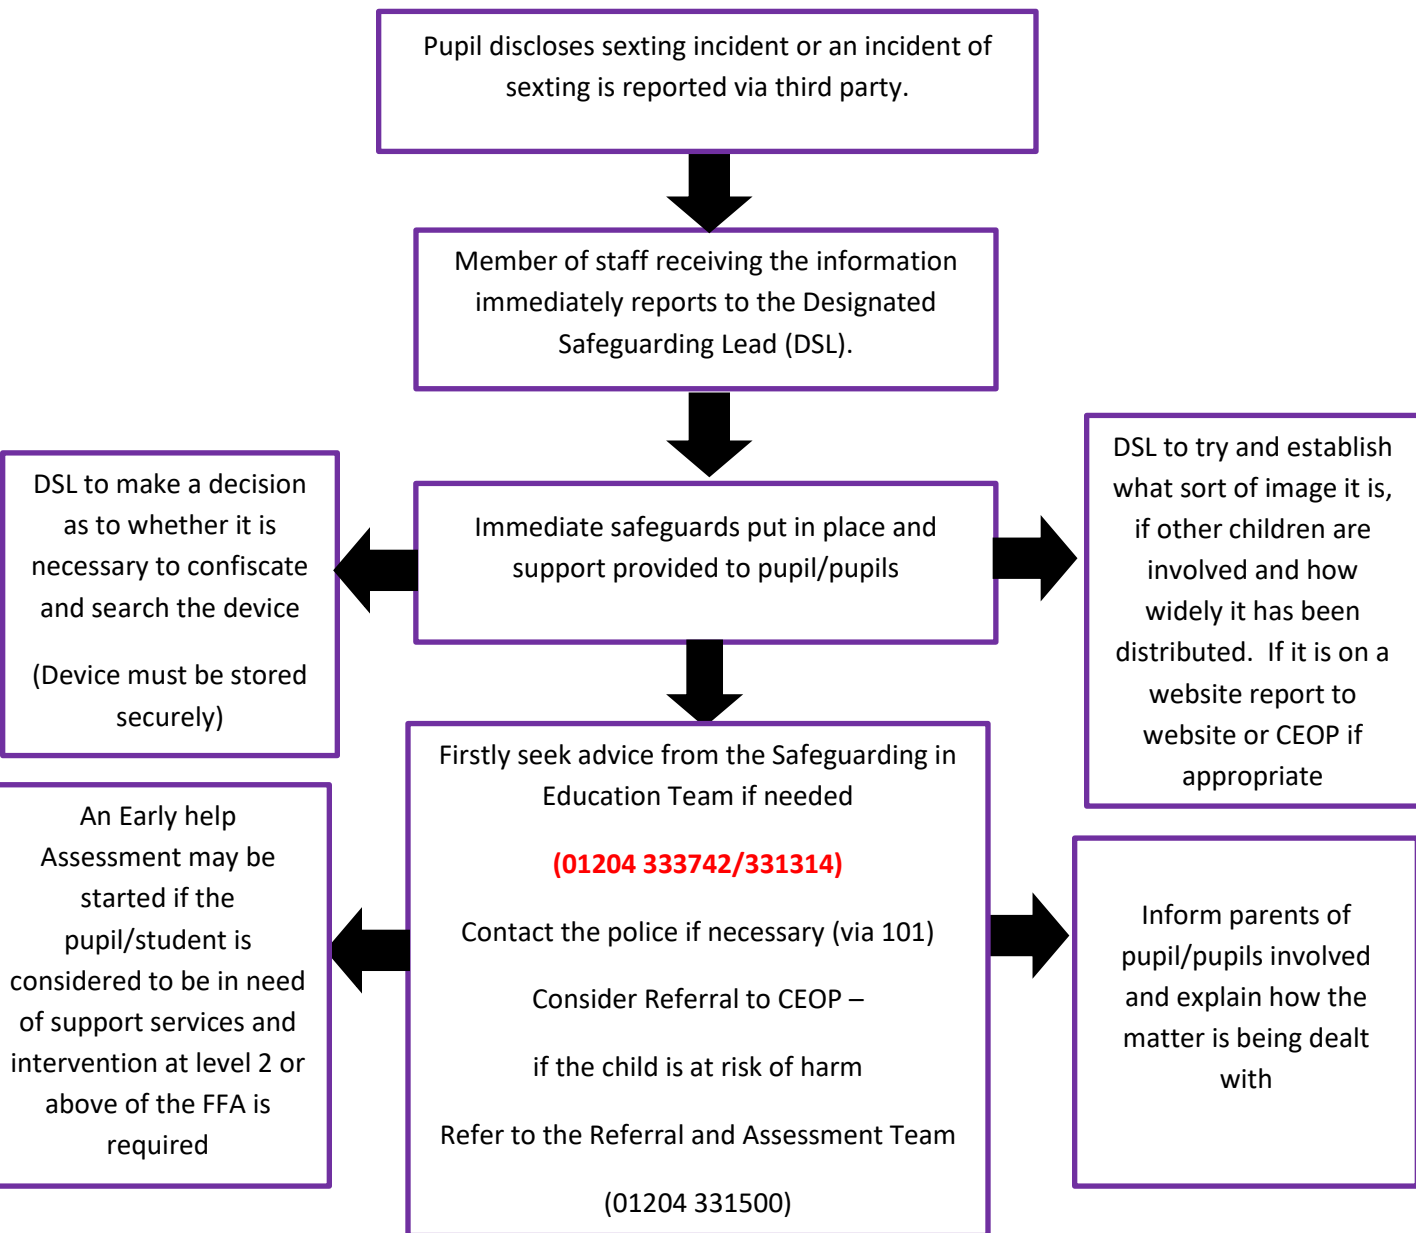 Pupil discloses sexting incident or an incident of
sexting is reported via third party.
Member of staff receiving the information
immediately reports to the Designated
Safeguarding Lead (DSL).
DSL to make a decision
as to whether it is
necessary to confiscate
and search the device
(Device must be stored
securely)
Immediate safeguards put in place and
support provided to pupil/pupils
DSL to try and establish
what sort of image it is,
if other children are
involved and how
widely it has been
distributed.  If it is on a
website report to
website or CEOP if
appropriate
An Early help
Assessment may be
started if the
pupil/student is
considered to be in need
of support services and
intervention at level 2 or
above of the FFA is
required
Firstly seek advice from the Safeguarding in
Education Team if needed
(01204 333742/331314)
Contact the police if necessary (via 101)
Consider Referral to CEOP –
if the child is at risk of harm
Refer to the Referral and Assessment Team
(01204 331500)
Inform parents of
pupil/pupils involved
and explain how the
matter is being dealt
with